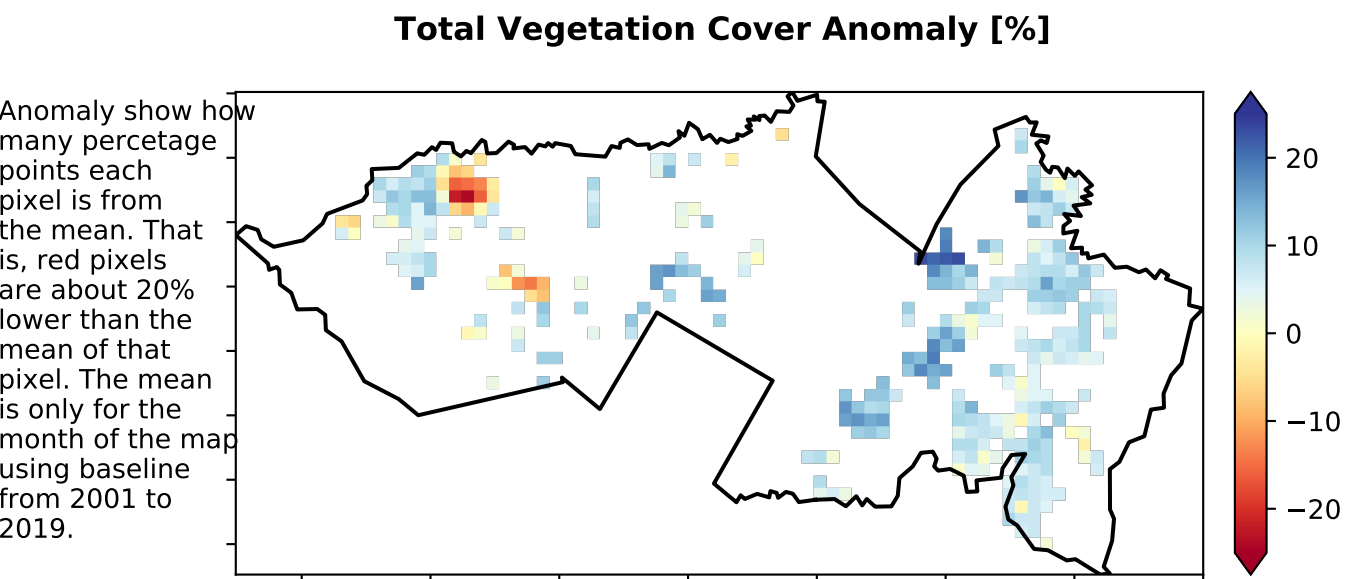 Total Vegetation Cover Anomaly [%]
Anomaly show how
many percetage
points each
pixel is from
the mean. That
is, red pixels
are about 20%
lower than the
mean of that
pixel. The mean
is only for the
month of the map
using baseline
from 2001 to
2019.
20
10
0
−10
−20